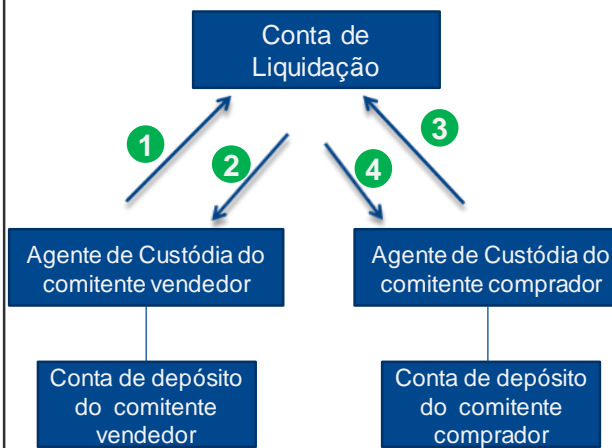 Conta de
Liquidação
1
2
3
4
Agente de Custódia do
comitente vendedor
Agente de Custódia do
comitente comprador
Conta de depósito
do comitente
vendedor
Conta de depósito
do comitente
comprador